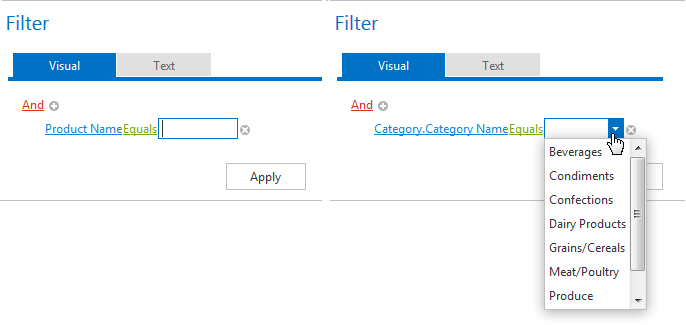 Filter
Visual Text
And
Product Name Equals
Apply
Filter
Visual Text
And
Category.Category Name Equals
Beverages
Condiments
Confections
Dairy Products
Grains/Cereals
Meat/Poultry
Produce